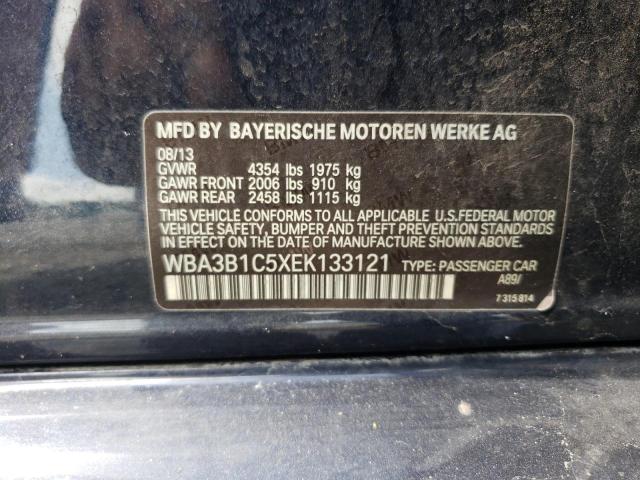 MFD BY BAYERISCHE MOTOREN WERKE AG
08/13
GVWR 4354 lbs 1975 kg
GAWR FRONT 2006 lbs 910 kg
GAWR REAR 2458 lbs 1115 kg
THIS VEHICLE CONFORMS TO ALL APPLICABLE U.S.FEDERAL MOTOR
VEHICLE SAFETY, BUMPER AND THEFT PREVENTION STANDARDS
IN EFFECT ON THE DATE OF MANUFACTURE SHOWN ABOVE.
WBA3B1C5XEK133121 TYPE: PASSENGER CAR
A89/
7 315 814